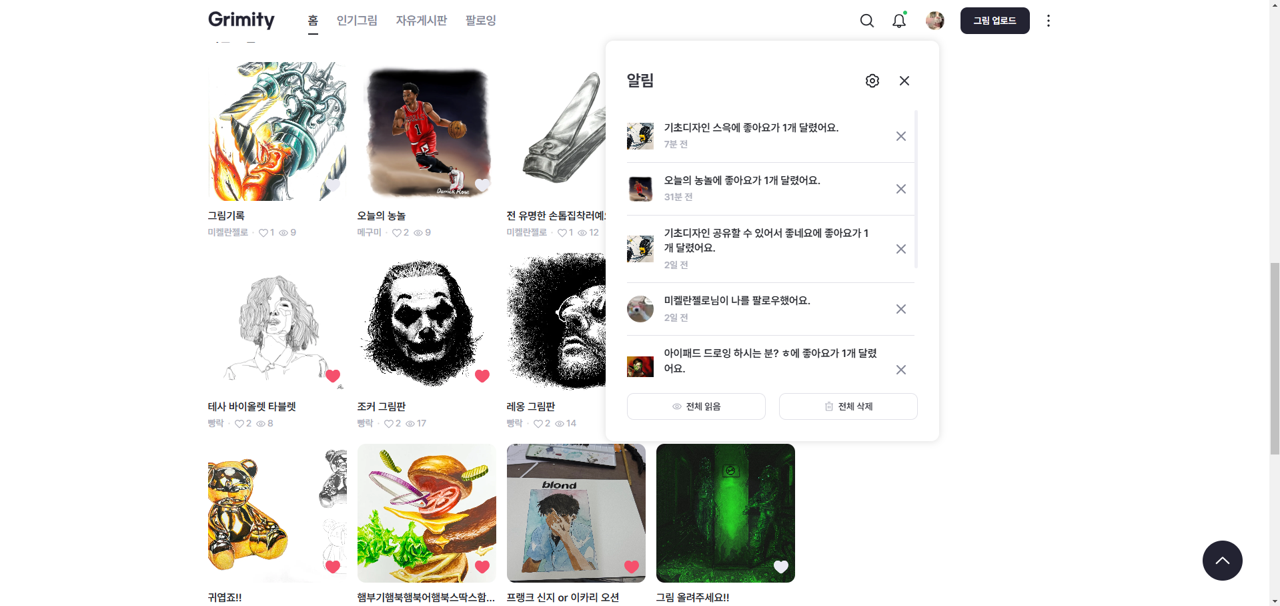 Grimity
홈
인기그림
자유게시판
팔로잉
그림 업로드
알림
기초디자인 스윽에 좋아요가 1개 달렸어요.
7분 전
오늘의 농놀에 좋아요가 1개 달렸어요.
31분 전
기초디자인 공유할 수 있어서 좋네요에 좋아요가 1
개 달렸어요.
2일 전
미켈란젤로님이 나를 팔로우했어요.
2일 전
아이패드 드로잉 하시는 분? ㅎ에 좋아요가 1개 달렸
어요.
전체 읽음
전체 삭제
Derrick Rose
그림기록
미켈란젤로 · 1 9
오늘의 농놀
메구미 · 2 9
전 유명한 손톱집착러예
미켈란젤로 · 1 12
테사 바이올렛 타블렛
빵락 · 2 8
조커 그림판
빵락 · 2 17
레옹 그림판
빵락 · 2 14
blond
귀엽죠!!
햄부기햄북햄북어햄북스딱스함...
프랭크 신지 or 이카리 오션
그림 올려주세요!!